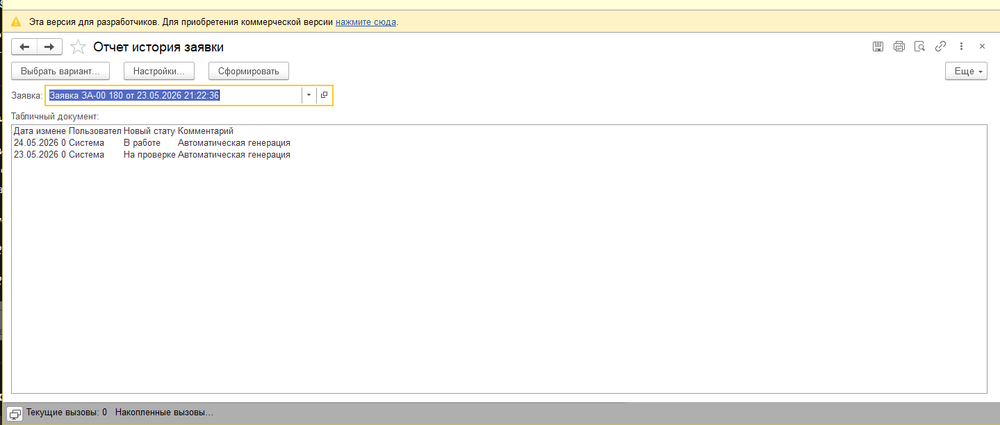 Эта версия для разработчиков. Для приобретения коммерческой версии нажмите сюда.
Отчет история заявки
Выбрать вариант... Настройки... Сформировать Еще
Заявка: Заявка ЗА-00 180 от 23.05.2026 21:22:36
Табличный документ:
Дата измене Пользовател Новый стату Комментарий
24.05.2026 0 Система В работе Автоматическая генерация
23.05.2026 0 Система На проверке Автоматическая генерация
Текущие вызовы: 0 Накопленные вызовы...